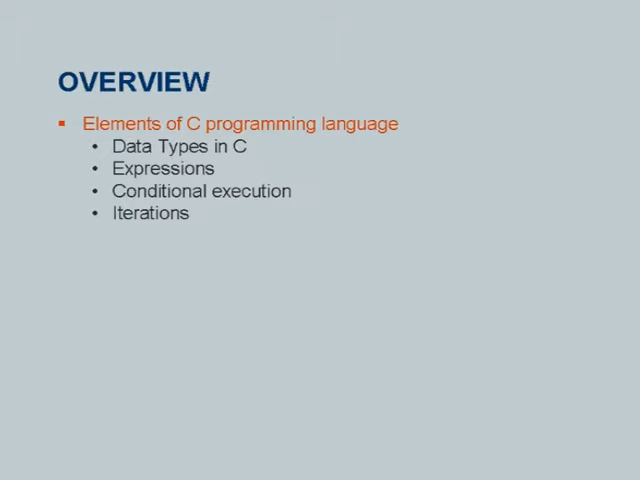 OVERVIEW
▪ Elements of C programming language
• Data Types in C
• Expressions
• Conditional execution
• Iterations